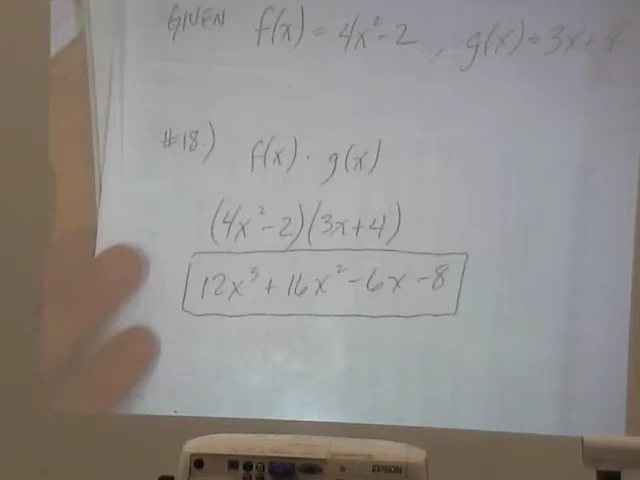 GIVEN f(x) = 4x² - 2, g(x) = 3x + 4
#18) f(x) · g(x)
(4x² - 2)(3x + 4)
12x³ + 16x² - 6x - 8
EPSON